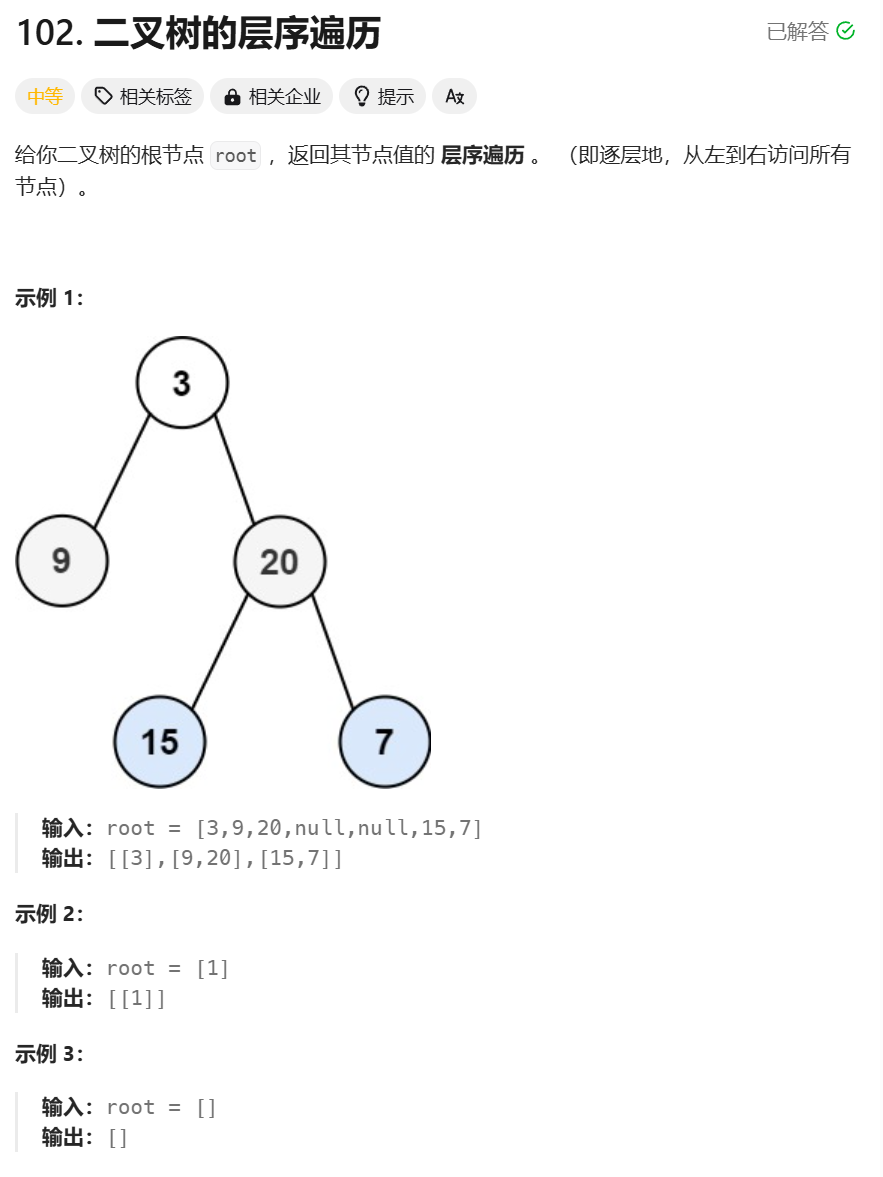 102. 二叉树的层序遍历
已解答
中等 相关标签 相关企业 提示 Aぇ
给你二叉树的根节点 root ，返回其节点值的 层序遍历 。 （即逐层地，从左到右访问所有
节点）。
示例 1：
3
9 20
15 7
输入：root = [3,9,20,null,null,15,7]
输出：[[3],[9,20],[15,7]]
示例 2：
输入：root = [1]
输出：[[1]]
示例 3：
输入：root = []
输出：[]